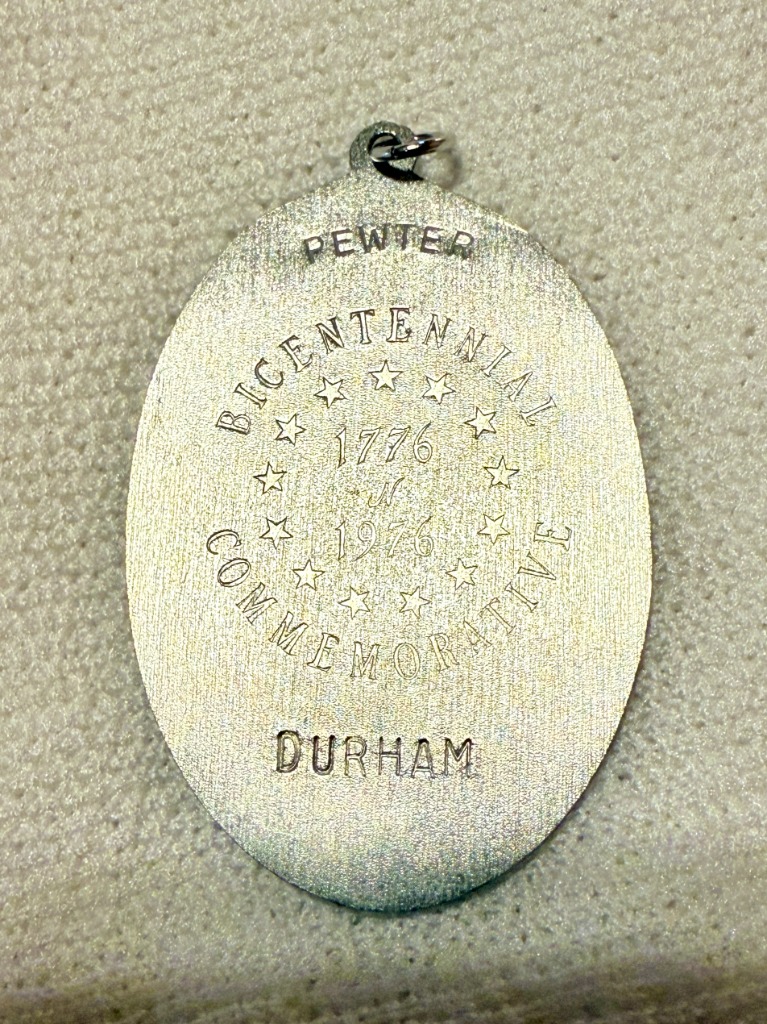 PEWTER
BICENTENNIAL
1776
N
1976
COMMEMORATIVE
DURHAM